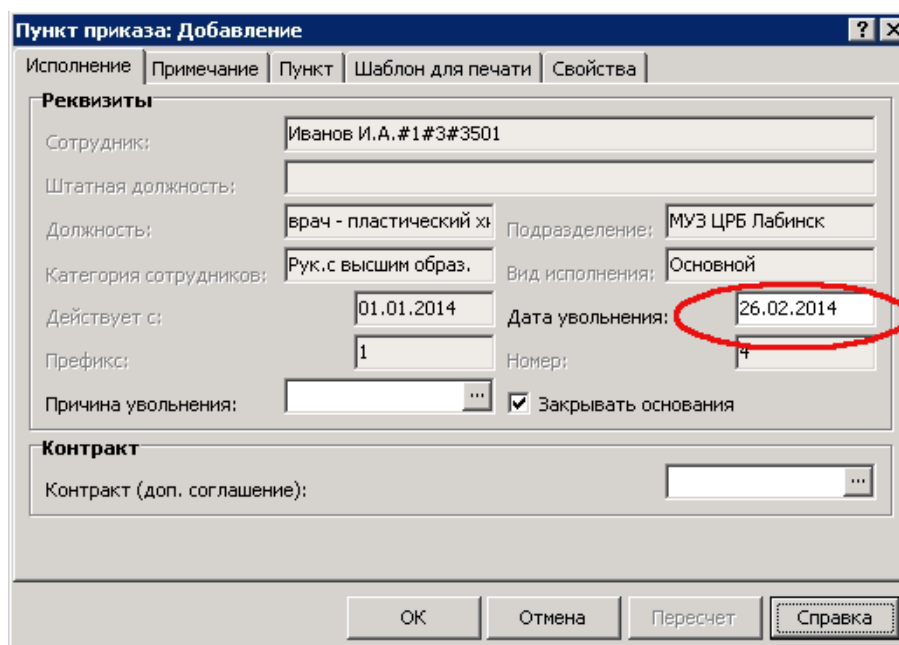 Пункт приказа: Добавление
Исполнение Примечание Пункт Шаблон для печати Свойства
Реквизиты
Сотрудник: Иванов И.А.#1#3#3501
Штатная должность:
Должность: врач - пластический Подразделение: МУЗ ЦРБ Лабинск
Категория сотрудников: Рук.с высшим образ. Вид исполнения: Основной
Действует с: 01.01.2014 Дата увольнения: 26.02.2014
Префикс: 1 Номер: 4
Причина увольнения: ... Закрывать основания
Контракт
Контракт (доп. соглашение): ...
ОК Отмена Пересчет Справка